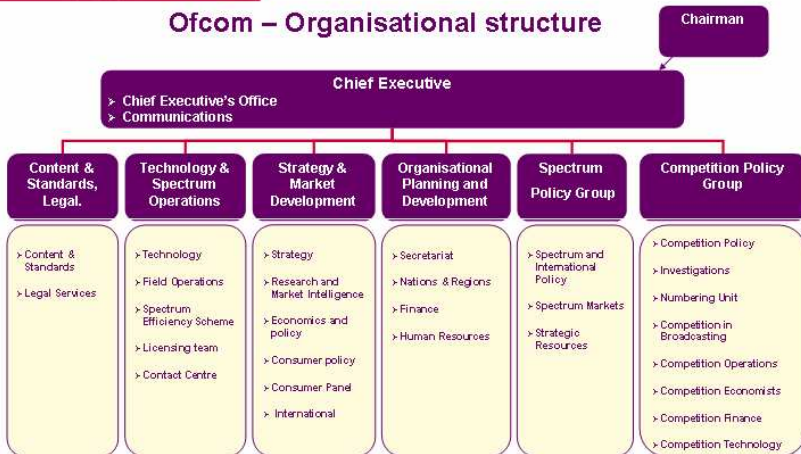 Ofcom – Organisational structure
Chairman
Chief Executive
➢ Chief Executive's Office
➢ Communications
Content &
Standards,
Legal.
➢ Content &
Standards
➢ Legal Services
Technology &
Spectrum
Operations
➢ Technology
➢ Field Operations
➢ Spectrum
Efficiency Scheme
➢ Licensing team
➢ Contact Centre
Strategy &
Market
Development
➢ Strategy
➢ Research and
Market Intelligence
➢ Economics and
policy
➢ Consumer policy
➢ Consumer Panel
➢ International
Organisational
Planning and
Development
➢ Secretariat
➢ Nations & Regions
➢ Finance
➢ Human Resources
Spectrum
Policy Group
➢ Spectrum and
International
Policy
➢ Spectrum Markets
➢ Strategic
Resources
Competition Policy
Group
➢ Competition Policy
➢ Investigations
➢ Numbering Unit
➢ Competition in
Broadcasting
➢ Competition Operations
➢ Competition Economists
➢ Competition Finance
➢ Competition Technology